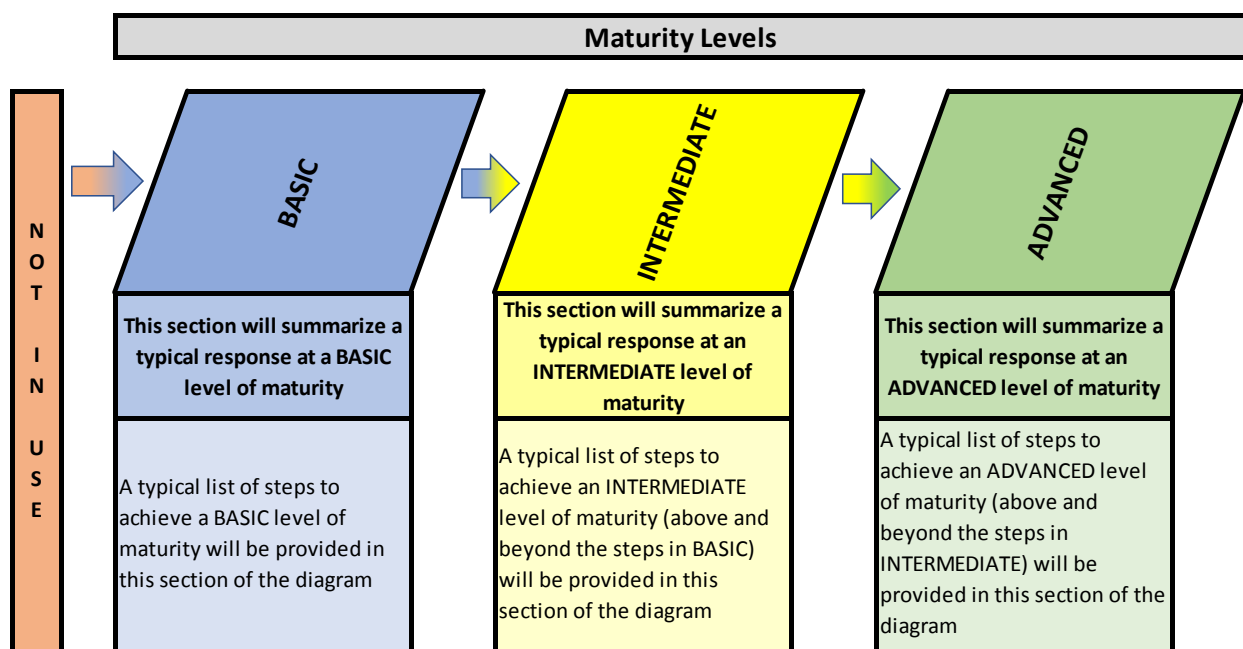 Maturity Levels
NOT IN USE
BASIC
INTERMEDIATE
ADVANCED
This section will summarize a
typical response at a BASIC
level of maturity
This section will summarize a
typical response at an
INTERMEDIATE level of
maturity
This section will summarize a
typical response at an
ADVANCED level of maturity
A typical list of steps to
achieve a BASIC level of
maturity will be provided in
this section of the diagram
A typical list of steps to
achieve an INTERMEDIATE
level of maturity (above and
beyond the steps in BASIC)
will be provided in this
section of the diagram
A typical list of steps to
achieve an ADVANCED level
of maturity (above and
beyond the steps in
INTERMEDIATE) will be
provided in this section of the
diagram